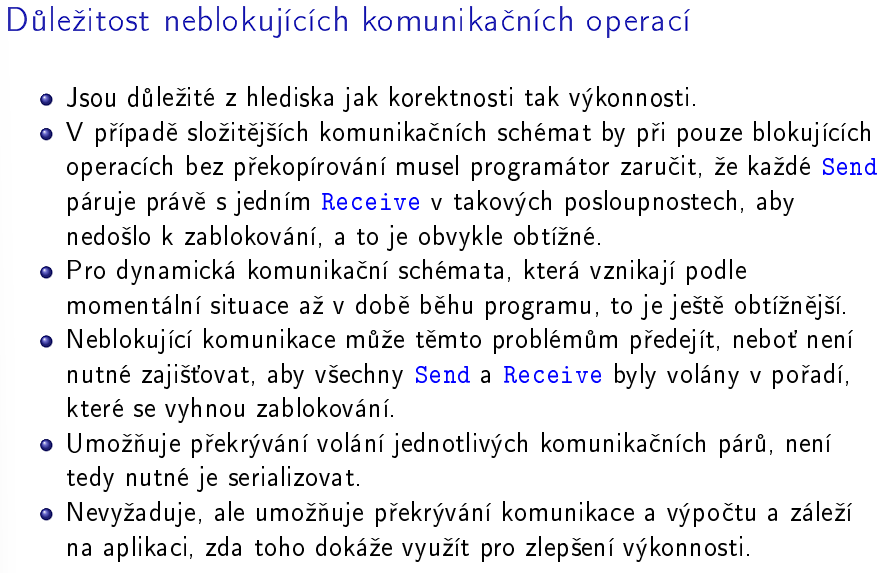 Důležitost neblokujících komunikačních operací
Jsou důležité z hlediska jak korektnosti tak výkonnosti.
V případě složitějších komunikačních schémat by při pouze blokujících
operacích bez překopírování musel programátor zaručit, že každé Send
páruje právě s jedním Receive v takových posloupnostech, aby
nedošlo k zablokování, a to je obvykle obtížné.
Pro dynamická komunikační schémata, která vznikají podle
momentální situace až v době běhu programu, to je ještě obtížnější.
Neblokující komunikace může těmto problémům předejít, neboť není
nutné zajišťovat, aby všechny Send a Receive byly volány v pořadí,
které se vyhnou zablokování.
Umožňuje překrývání volání jednotlivých komunikačních párů, není
tedy nutné je serializovat.
Nevyžaduje, ale umožňuje překrývání komunikace a výpočtu a záleží
na aplikaci, zda toho dokáže využít pro zlepšení výkonnosti.